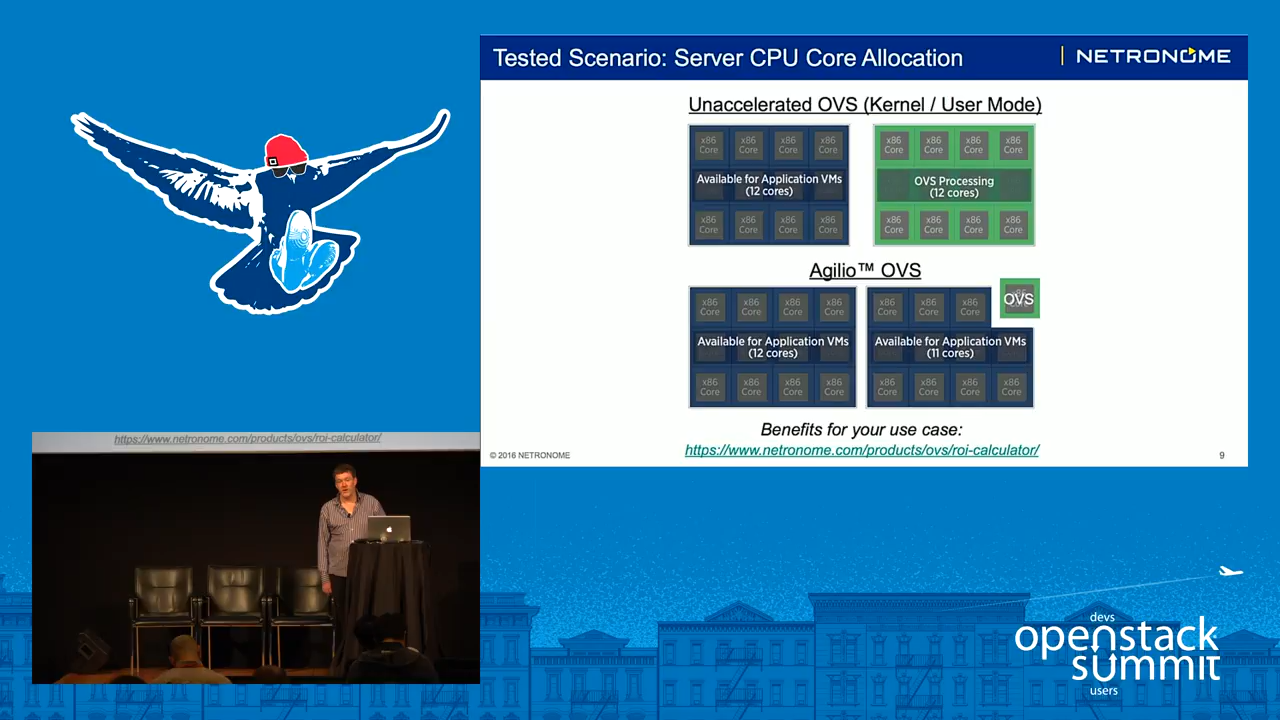 Tested Scenario: Server CPU Core Allocation
NETRONOME
Unaccelerated OVS (Kernel / User Mode)
x86 Core x86 Core x86 Core x86 Core
Available for Application VMs
(12 cores)
x86 Core x86 Core x86 Core x86 Core
x86 Core x86 Core x86 Core x86 Core
OVS Processing
(12 cores)
x86 Core x86 Core x86 Core x86 Core
Agilio™ OVS
x86 Core x86 Core x86 Core x86 Core
Available for Application VMs
(12 cores)
x86 Core x86 Core x86 Core x86 Core
x86 Core x86 Core x86 Core
OVS
Available for Application VMs
(11 cores)
x86 Core x86 Core x86 Core x86 Core
Benefits for your use case:
https://www.netronome.com/products/ovs/roi-calculator/
© 2016 NETRONOME
9
https://www.netronome.com/products/ovs/roi-calculator/
devs
openstack
summit
users